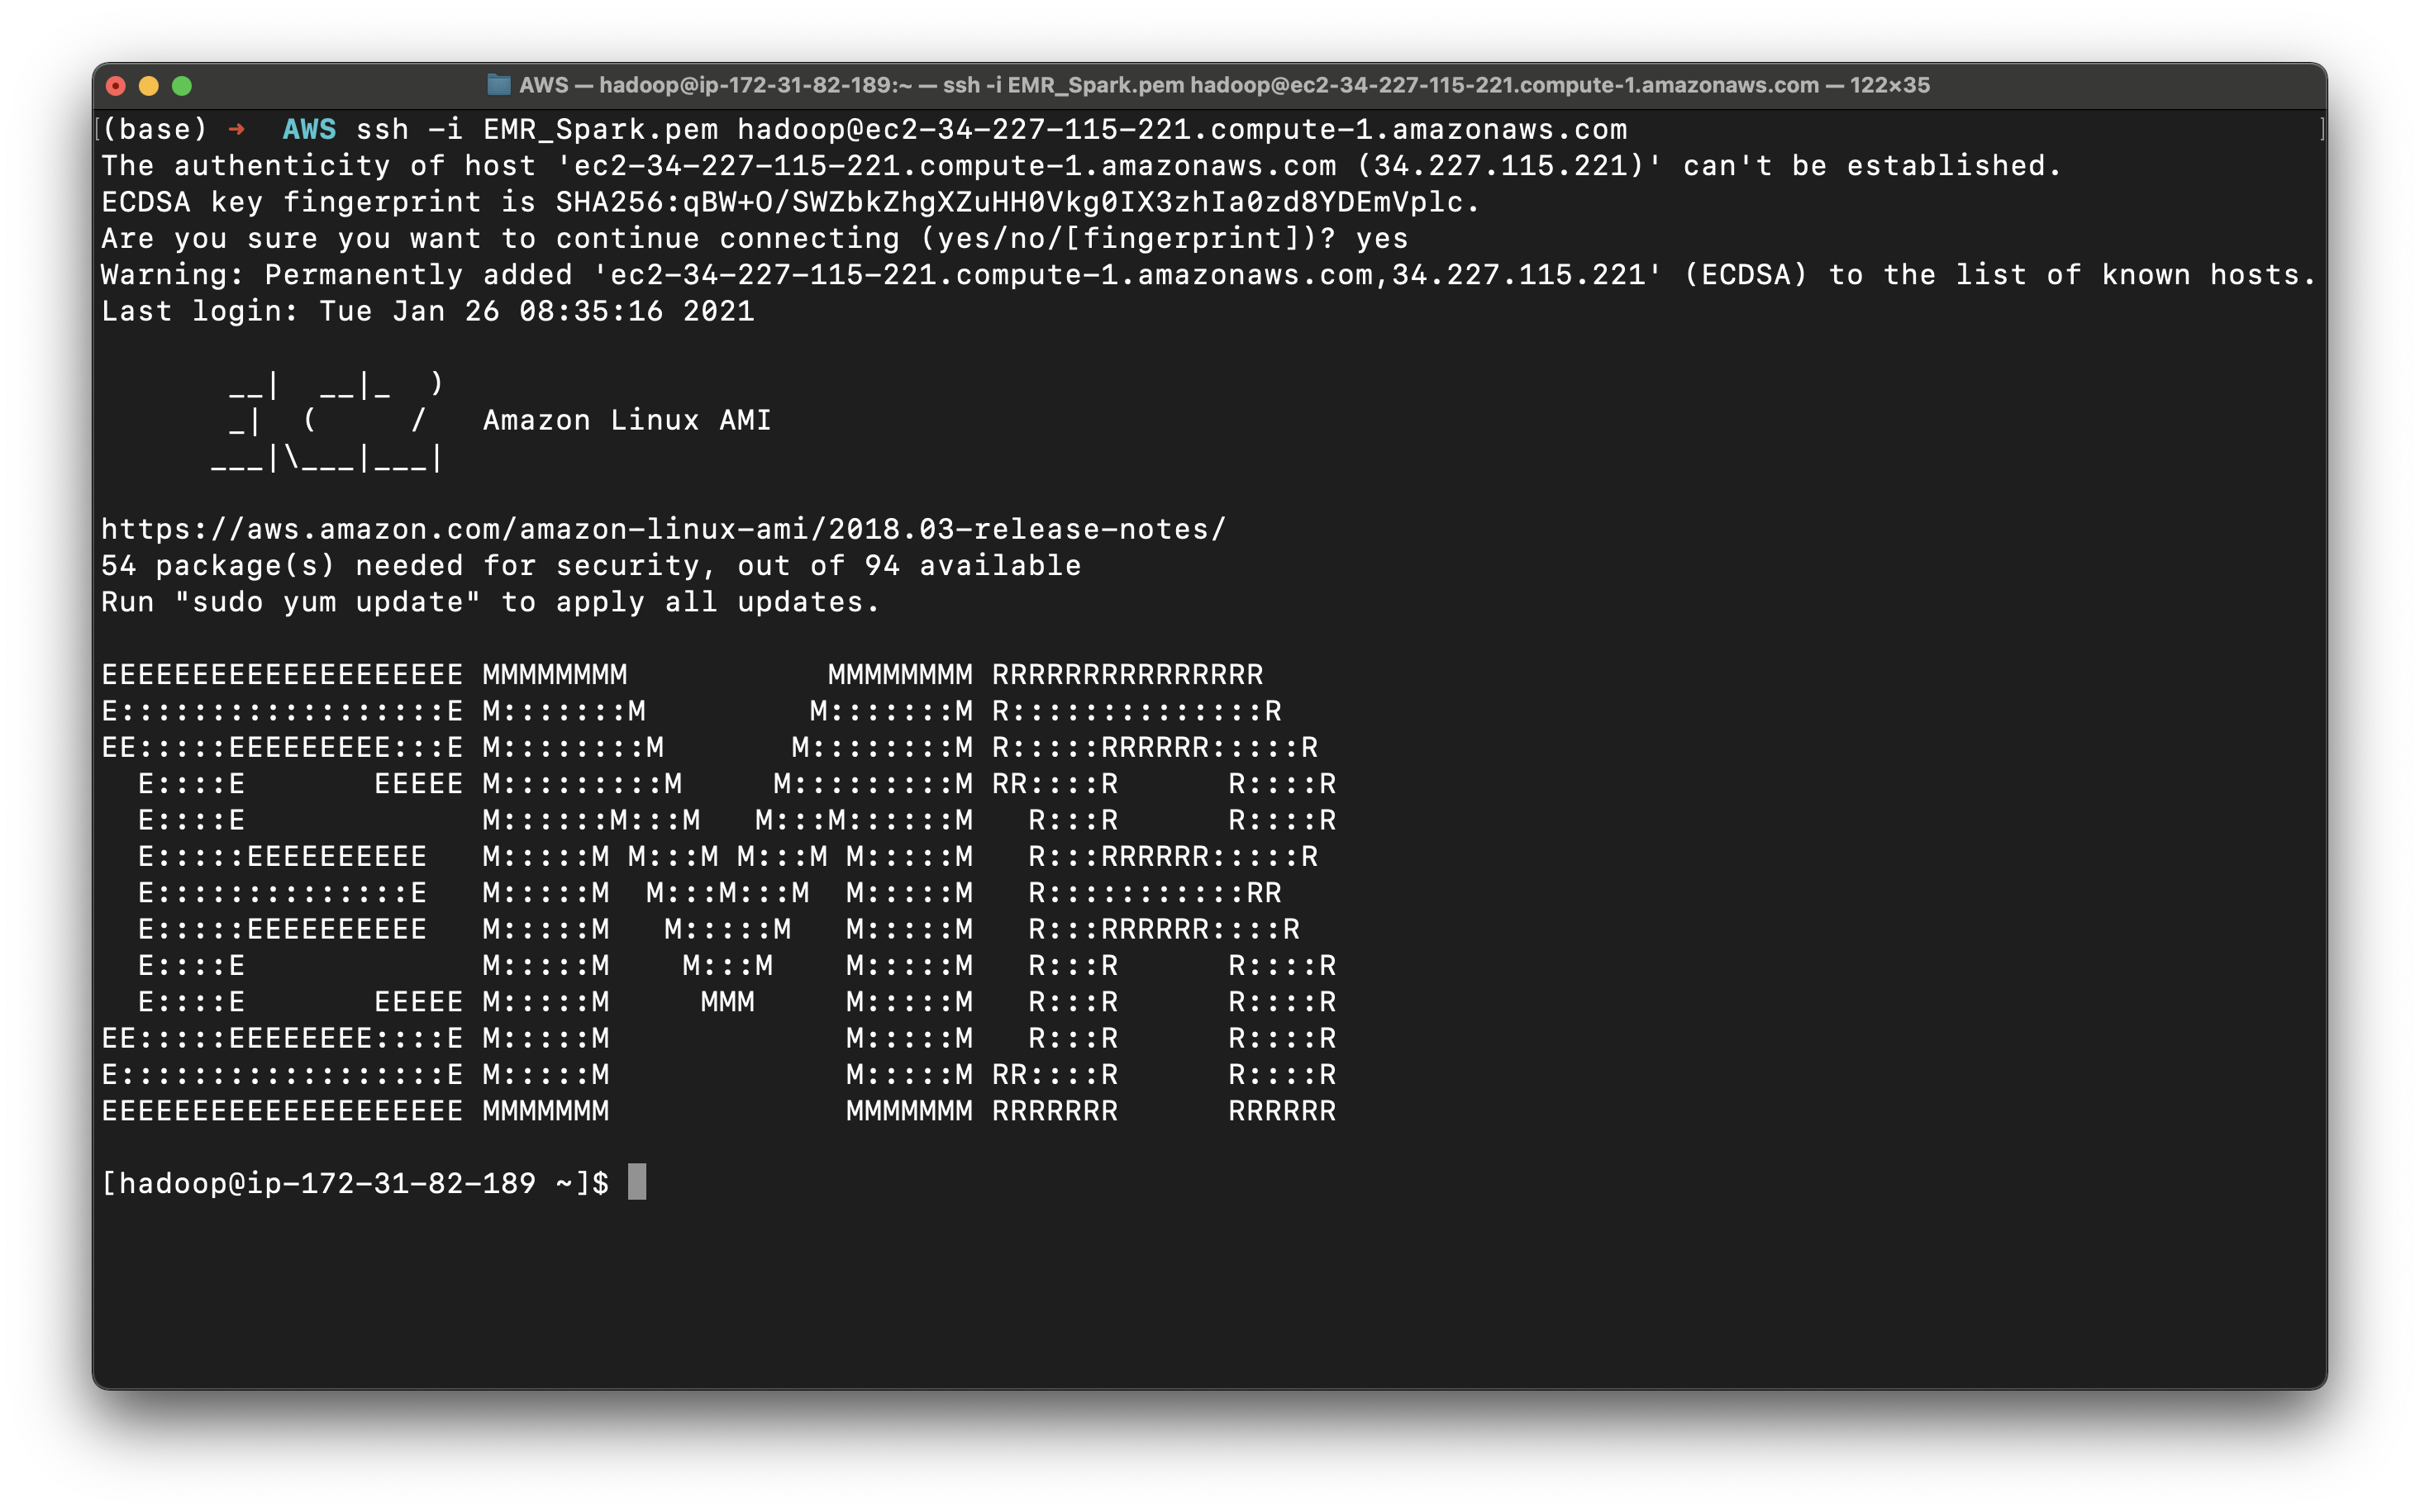 AWS — hadoop@ip-172-31-82-189:~ — ssh -i EMR_Spark.pem hadoop@ec2-34-227-115-221.compute-1.amazonaws.com — 122×35
[(base) ➜  AWS ssh -i EMR_Spark.pem hadoop@ec2-34-227-115-221.compute-1.amazonaws.com ]
The authenticity of host 'ec2-34-227-115-221.compute-1.amazonaws.com (34.227.115.221)' can't be established.
ECDSA key fingerprint is SHA256:qBW+O/SWZbkZhgXZuHH0Vkg0IX3zhIa0zd8YDEmVplc.
Are you sure you want to continue connecting (yes/no/[fingerprint])? yes
Warning: Permanently added 'ec2-34-227-115-221.compute-1.amazonaws.com,34.227.115.221' (ECDSA) to the list of known hosts.
Last login: Tue Jan 26 08:35:16 2021

       __|  __|_  )
       _|  (     /   Amazon Linux AMI
      ___|\___|___|

https://aws.amazon.com/amazon-linux-ami/2018.03-release-notes/
54 package(s) needed for security, out of 94 available
Run "sudo yum update" to apply all updates.

EEEEEEEEEEEEEEEEEEEE MMMMMMMM           MMMMMMMM RRRRRRRRRRRRRRR
E::::::::::::::::::E M:::::::M         M:::::::M R::::::::::::::R
EE:::::EEEEEEEEE:::E M::::::::M       M::::::::M R:::::RRRRRR:::::R
  E::::E       EEEEE M:::::::::M     M:::::::::M RR::::R      R::::R
  E::::E             M::::::M:::M   M:::M::::::M   R:::R      R::::R
  E:::::EEEEEEEEEE   M:::::M M:::M M:::M M:::::M   R:::RRRRRR:::::R
  E::::::::::::::E   M:::::M  M:::M:::M  M:::::M   R:::::::::::RR
  E:::::EEEEEEEEEE   M:::::M   M:::::M   M:::::M   R:::RRRRRR::::R
  E::::E             M:::::M    M:::M    M:::::M   R:::R      R::::R
  E::::E       EEEEE M:::::M     MMM     M:::::M   R:::R      R::::R
EE:::::EEEEEEEE::::E M:::::M             M:::::M   R:::R      R::::R
E::::::::::::::::::E M:::::M             M:::::M RR::::R      R::::R
EEEEEEEEEEEEEEEEEEEE MMMMMMM             MMMMMMM RRRRRRR      RRRRRR

[hadoop@ip-172-31-82-189 ~]$